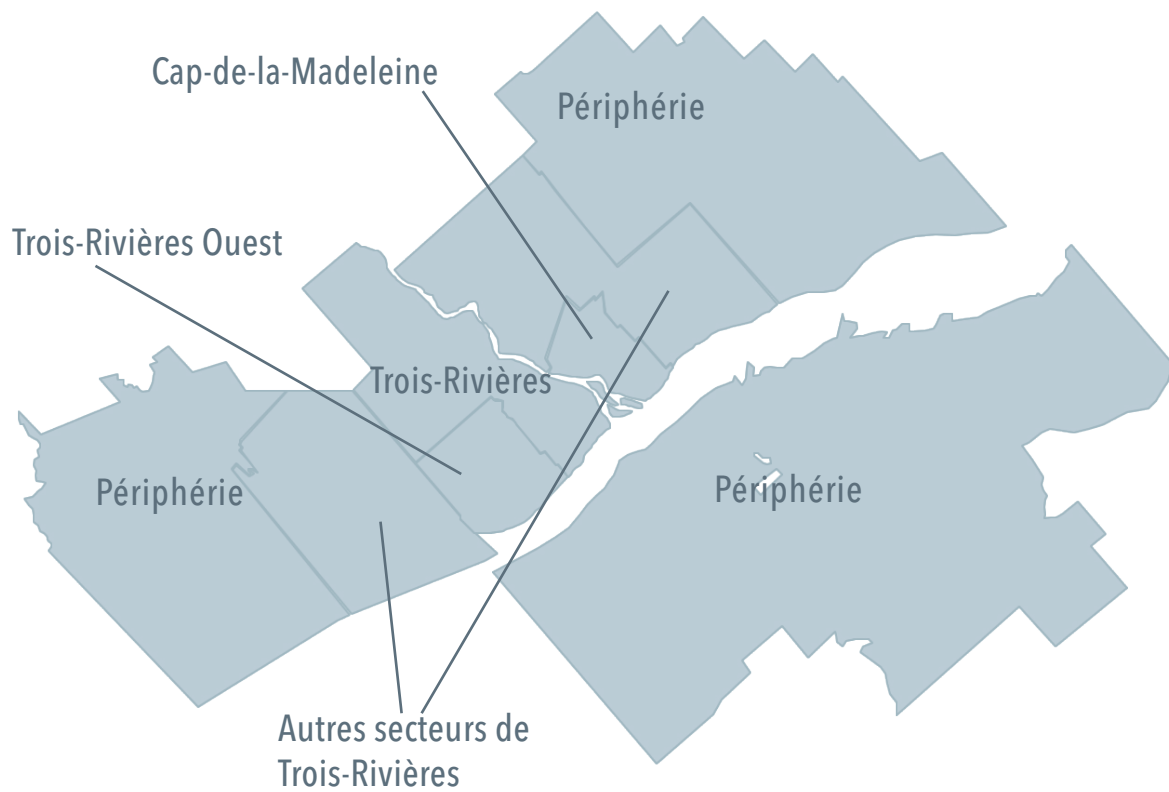 Cap-de-la-Madeleine
Périphérie
Trois-Rivières Ouest
Trois-Rivières
Périphérie
Périphérie
Autres secteurs de
Trois-Rivières